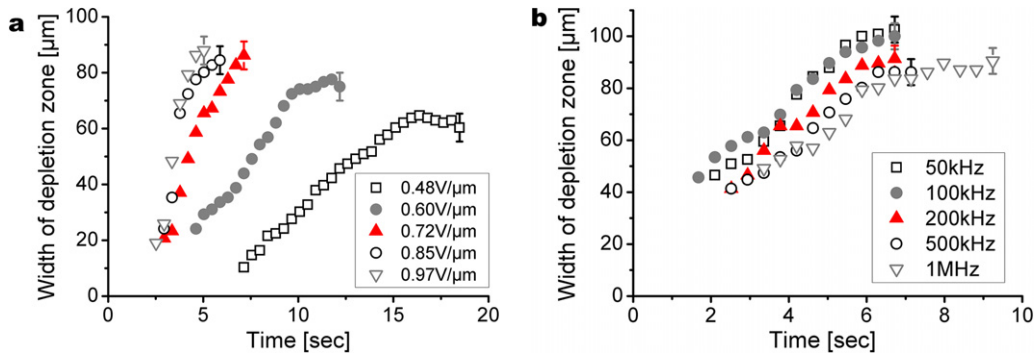 a
Width of depletion zone [µm]
100
80
60
40
20
0
0 5 10 15 20
Time [sec]
0.48V/µm
0.60V/µm
0.72V/µm
0.85V/µm
0.97V/µm
b
Width of depletion zone [µm]
100
80
60
40
20
0
0 2 4 6 8 10
Time [sec]
50kHz
100kHz
200kHz
500kHz
1MHz